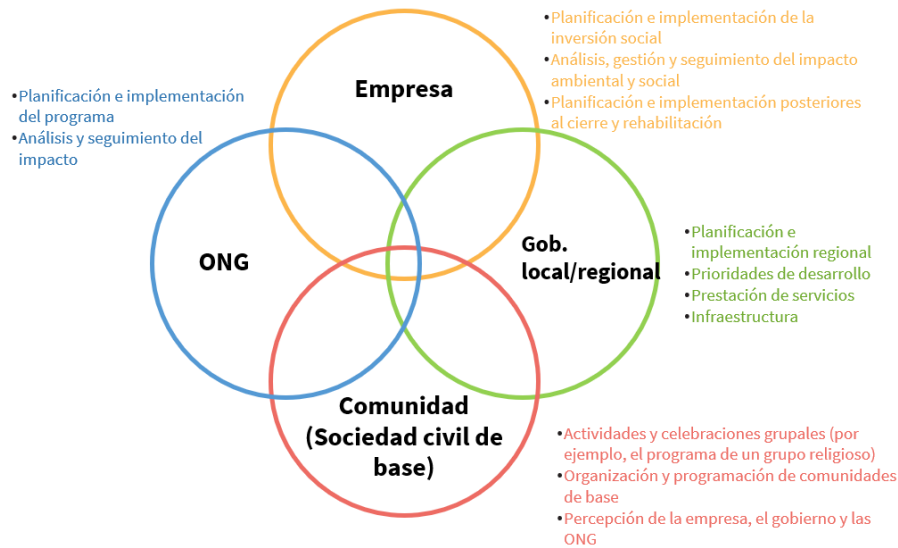 •Planificación e implementación de la
inversión social
•Análisis, gestión y seguimiento del impacto
ambiental y social
•Planificación e implementación posteriores
al cierre y rehabilitación
Empresa
•Planificación e implementación
del programa
•Análisis y seguimiento del
impacto
ONG
Gob.
local/regional
•Planificación e
implementación regional
•Prioridades de desarrollo
•Prestación de servicios
•Infraestructura
Comunidad
(Sociedad civil de
base)
•Actividades y celebraciones grupales (por
ejemplo, el programa de un grupo religioso)
•Organización y programación de comunidades
de base
•Percepción de la empresa, el gobierno y las
ONG